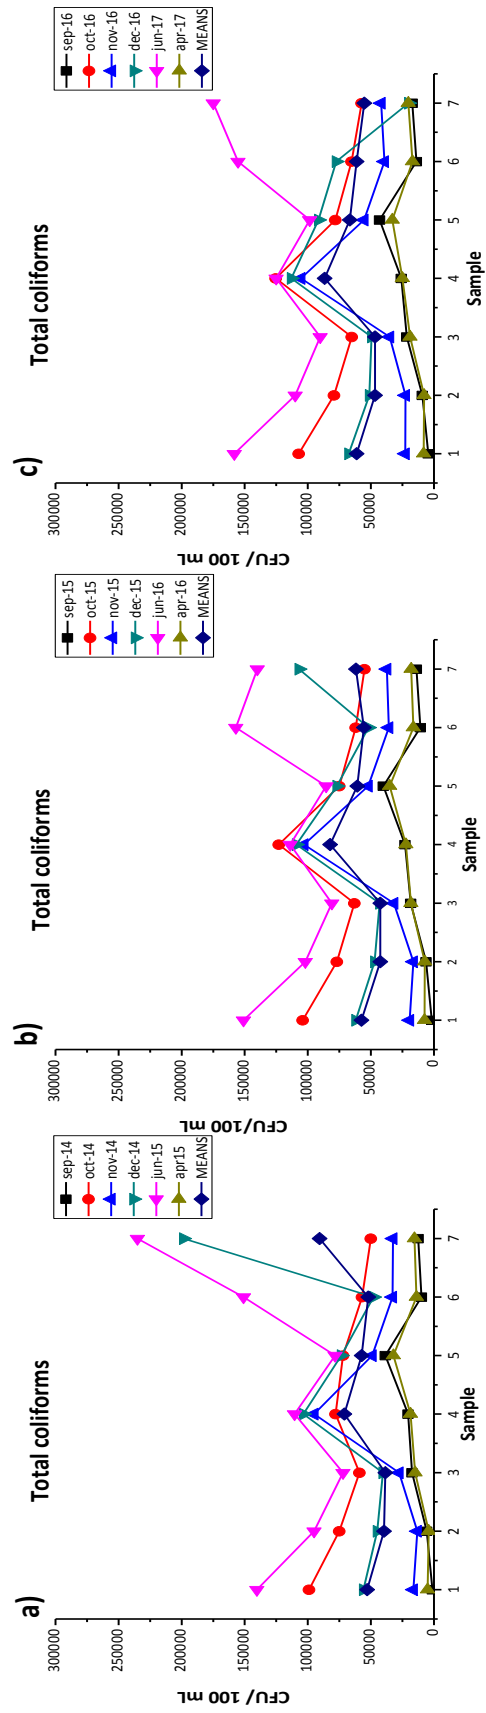 a)
Total coliforms
sep-14
oct-14
nov-14
dec-14
jun-15
apr15
MEANS
CFU/ 100 mL
300000
250000
200000
150000
100000
50000
0
1 2 3 4 5 6 7
Sample
b)
Total coliforms
sep-15
oct-15
nov-15
dec-15
jun-16
apr-16
MEANS
CFU/100 mL
300000
250000
200000
150000
100000
50000
0
1 2 3 4 5 6 7
Sample
c)
Total coliforms
sep-16
oct-16
nov-16
dec-16
jun-17
apr-17
MEANS
CFU/ 100 mL
300000
250000
200000
150000
100000
50000
0
1 2 3 4 5 6 7
Sample